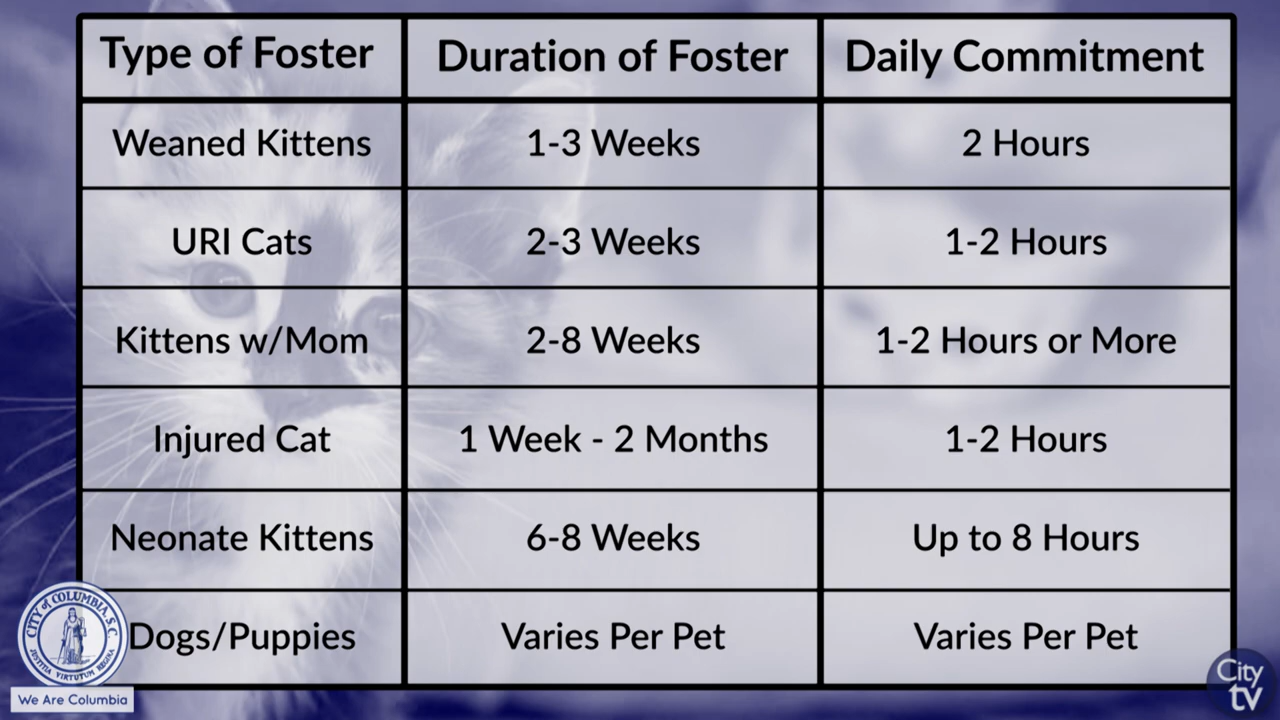 Type of Foster Duration of Foster Daily Commitment
Weaned Kittens 1-3 Weeks 2 Hours
URI Cats 2-3 Weeks 1-2 Hours
Kittens w/Mom 2-8 Weeks 1-2 Hours or More
Injured Cat 1 Week - 2 Months 1-2 Hours
Neonate Kittens 6-8 Weeks Up to 8 Hours
Dogs/Puppies Varies Per Pet Varies Per Pet
CITY of COLUMBIA, S.C.
JUSTITIA VIRTUTUM REGINA
We Are Columbia
City
tv